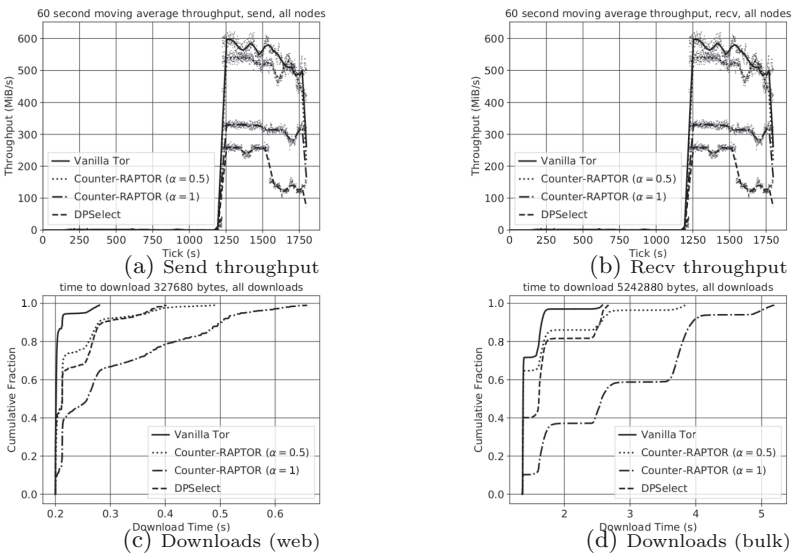 60 second moving average throughput, send, all nodes
Throughput (MiB/s)
600
500
400
300
200
100
0
Vanilla Tor
Counter-RAPTOR (α = 0.5)
Counter-RAPTOR (α = 1)
DPSelect
0 250 500 750 1000 1250 1500 1750
Tick (s)
(a) Send throughput
60 second moving average throughput, recv, all nodes
Throughput (MiB/s)
600
500
400
300
200
100
0
Vanilla Tor
Counter-RAPTOR (α = 0.5)
Counter-RAPTOR (α = 1)
DPSelect
0 250 500 750 1000 1250 1500 1750
Tick (s)
(b) Recv throughput
time to download 327680 bytes, all downloads
Cumulative Fraction
1.0
0.8
0.6
0.4
0.2
0.0
Vanilla Tor
Counter-RAPTOR (α = 0.5)
Counter-RAPTOR (α = 1)
DPSelect
0.2 0.3 0.4 0.5 0.6
Download Time (s)
(c) Downloads (web)
time to download 5242880 bytes, all downloads
Cumulative Fraction
1.0
0.8
0.6
0.4
0.2
0.0
Vanilla Tor
Counter-RAPTOR (α = 0.5)
Counter-RAPTOR (α = 1)
DPSelect
2 3 4 5
Download Time (s)
(d) Downloads (bulk)